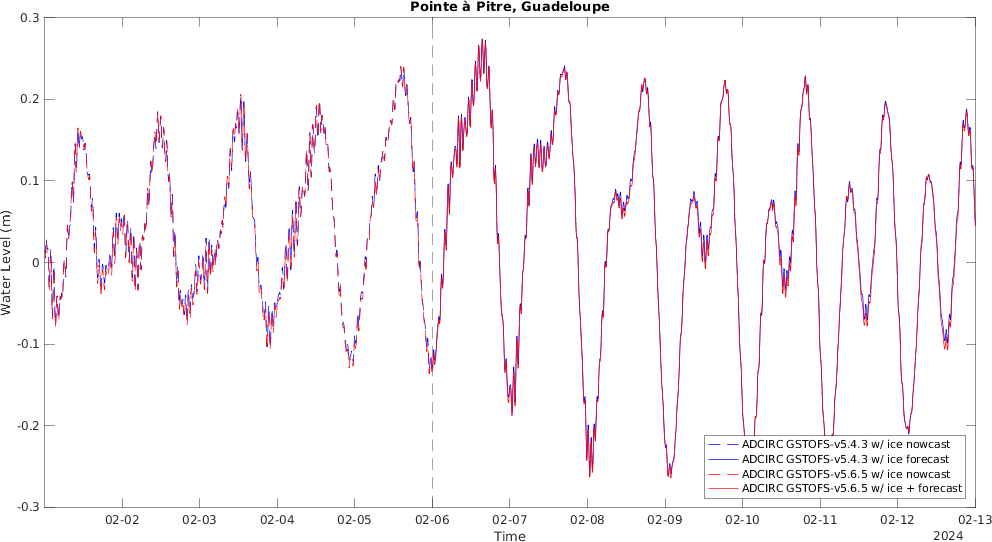 Pointe à Pitre, Guadeloupe
0.3
0.2
0.1
0
-0.1
-0.2
-0.3
Water Level (m)
ADCIRC GSTOFS-v5.4.3 w/ ice nowcast
ADCIRC GSTOFS-v5.4.3 w/ ice forecast
ADCIRC GSTOFS-v5.6.5 w/ ice nowcast
ADCIRC GSTOFS-v5.6.5 w/ ice + forecast
02-02 02-03 02-04 02-05 02-06 02-07 02-08 02-09 02-10 02-11 02-12 02-13
Time
2024